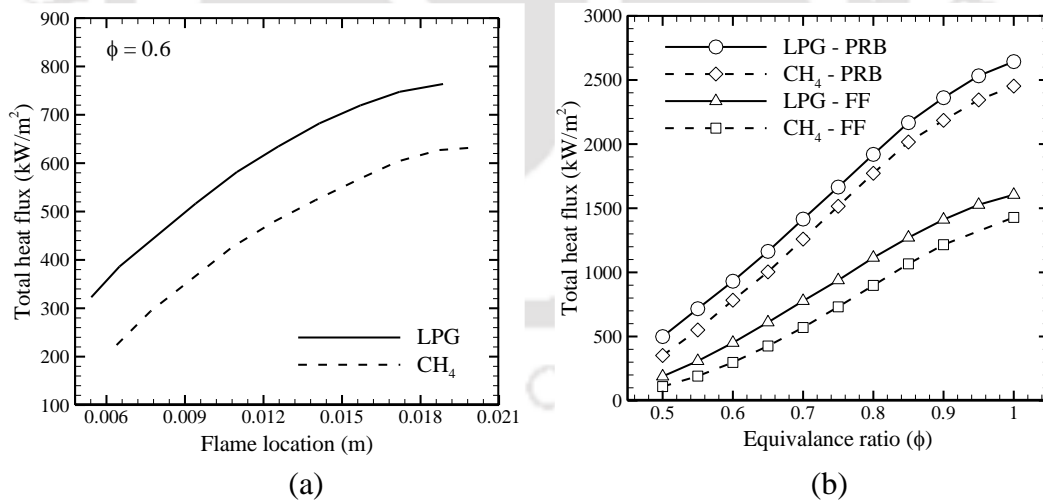 900
800
700
600
500
400
300
200
100
0.006
0.009
0.012
0.015
0.018
0.021
Total heat flux (kW/m²)
Flame location (m)
ϕ = 0.6
LPG
CH₄
(a)
3000
2500
2000
1500
1000
500
0
0.5
0.6
0.7
0.8
0.9
1
Total heat flux (kW/m²)
Equivalance ratio (ϕ)
LPG - PRB
CH₄ - PRB
LPG - FF
CH₄ - FF
(b)